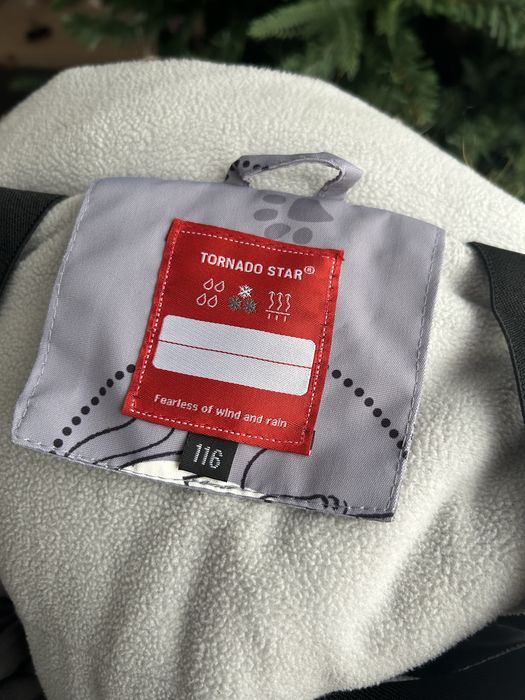 TORNADO STAR®
Fearless of wind and rain
116